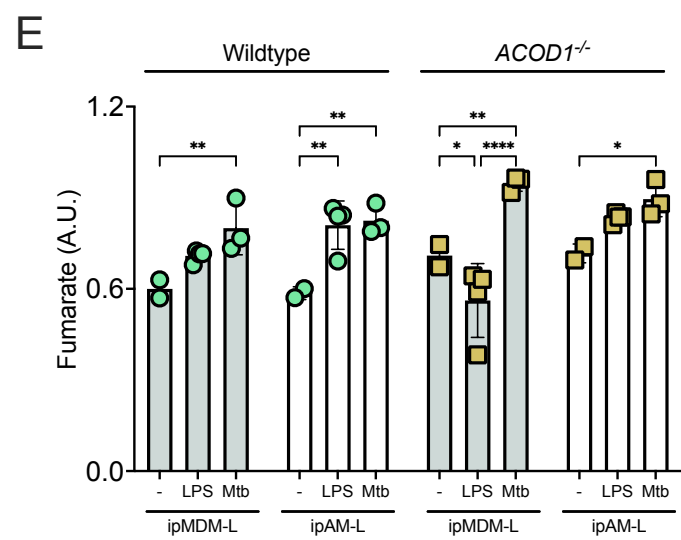 E
Wildtype ACOD1-/-
1.2
** **
** ** * **** *
Fumarate (A.U.)
0.6
0.0
- LPS Mtb - LPS Mtb - LPS Mtb - LPS Mtb
ipMDM-L ipAM-L ipMDM-L ipAM-L